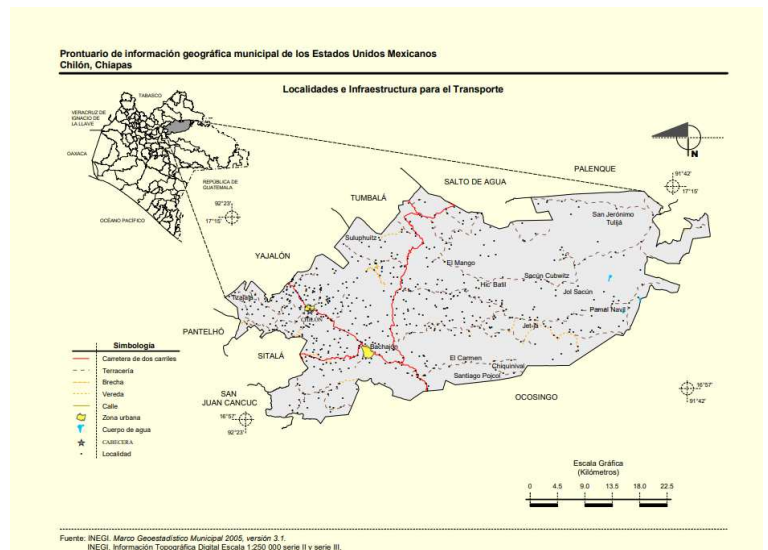 Prontuario de información geográfica municipal de los Estados Unidos Mexicanos
Chilón, Chiapas
Localidades e Infraestructura para el Transporte
TABASCO
VERACRUZ DE
IGNACIO DE
LA LLAVE
OAXACA
REPÚBLICA DE
GUATEMALA
OCÉANO PACÍFICO
92°23'
17°15'
N
91°42'
17°15'
PALENQUE
SALTO DE AGUA
TUMBALÁ
YAJALÓN
PANTELHÓ
SITALÁ
SAN
JUAN CANCUC
OCOSINGO
San Jerónimo
Tulijá
Suluphuitz
El Mango
Sacún Cubwitz
Hic' Batil
Jol Sacún
Pamal Navil
CHILÓN
Jet-já
Bachajón
El Carmen
Chiquinival
Santiago Pojcol
16°57'
92°23'
16°57'
91°42'
Simbología
Carretera de dos carriles
Terracería
Brecha
Vereda
Calle
Zona urbana
Cuerpo de agua
CABECERA
Localidad
Escala Gráfica
(Kilómetros)
0 4.5 9.0 13.5 18.0 22.5
Fuente: INEGI. Marco Geoestadístico Municipal 2005, versión 3.1.
INEGI. Información Topográfica Digital Escala 1:250 000 serie II y serie III.